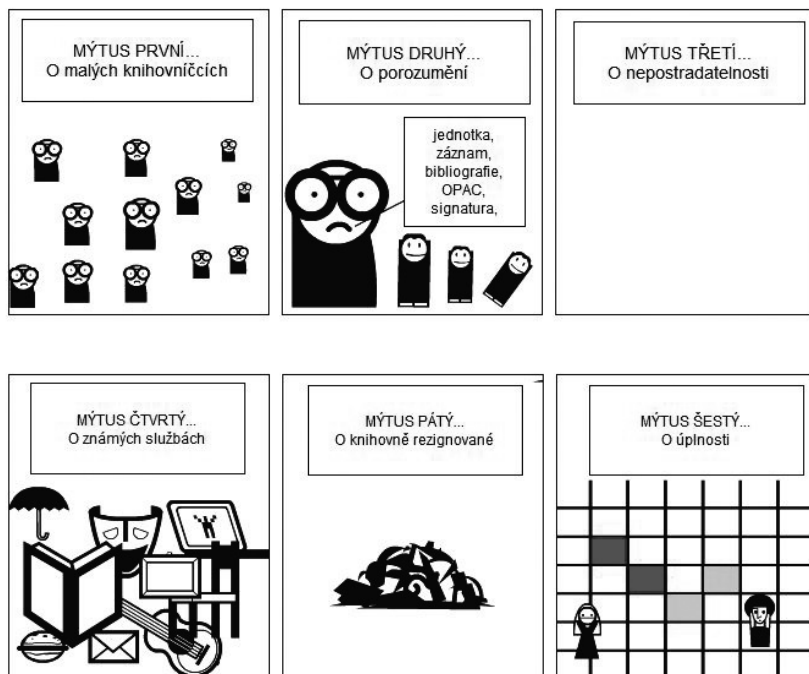 MÝTUS PRVNÍ...
O malých knihovníčcích
MÝTUS DRUHÝ...
O porozumění
jednotka,
záznam,
bibliografie,
OPAC,
signatura,
MÝTUS TŘETÍ...
O nepostradatelnosti
MÝTUS ČTVRTÝ...
O známých službách
MÝTUS PÁTÝ...
O knihovně rezignované
MÝTUS ŠESTÝ...
O úplnosti